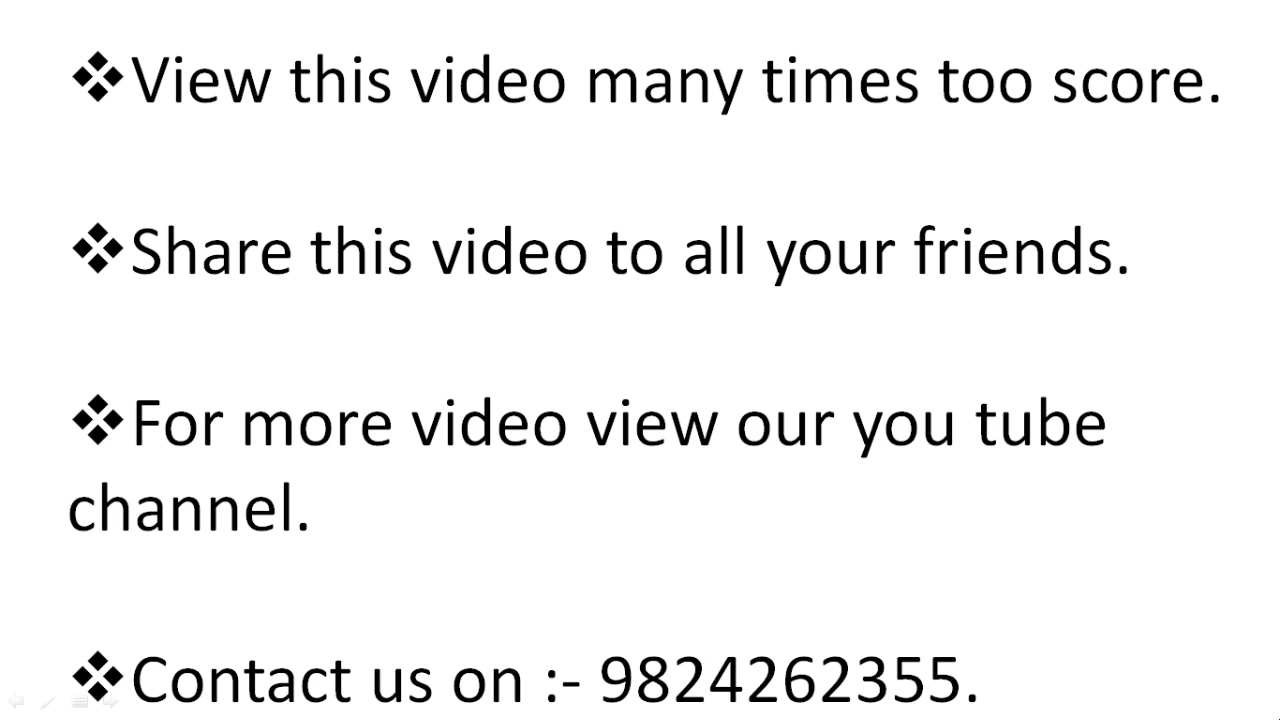 ❖View this video many times too score.
❖Share this video to all your friends.
❖For more video view our you tube
channel.
❖Contact us on :- 9824262355.